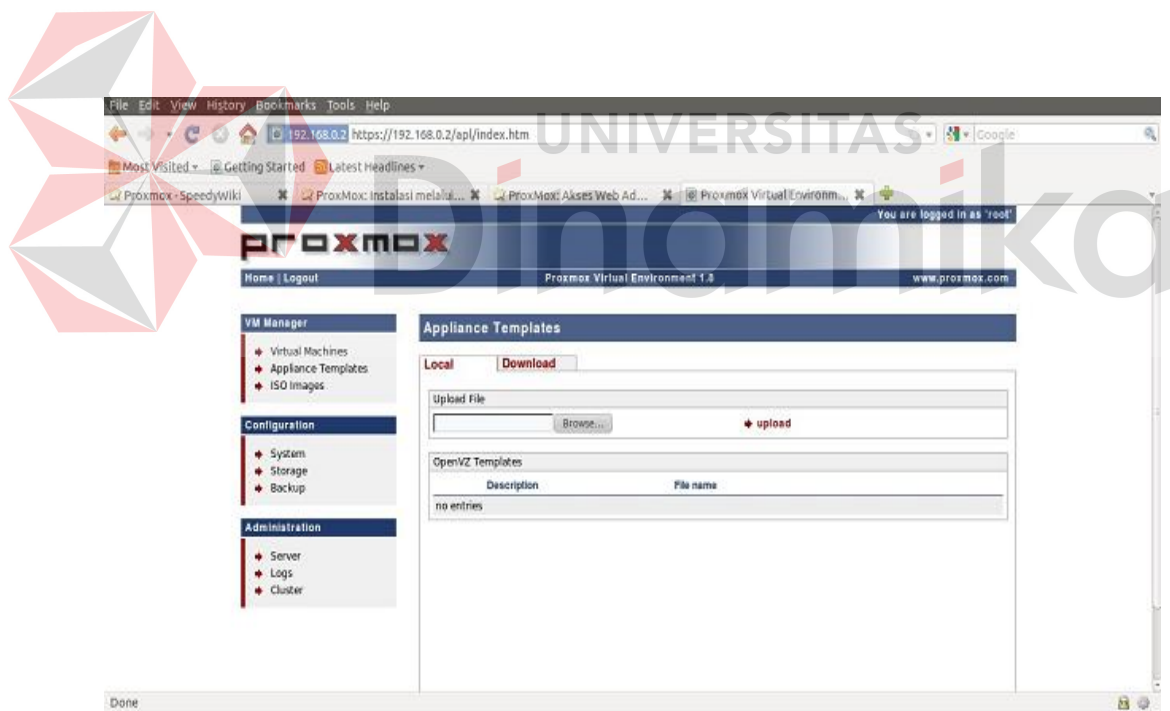 UNIVERSITAS
Dinamika
File Edit View History Bookmarks Tools Help
192.168.0.2 https://192.168.0.2/apl/index.htm
Google
Most Visited Getting Started Latest Headlines
Proxmox - SpeedyWiki
ProxMox: Instalasi melalui...
ProxMox: Akses Web Ad...
Proxmox Virtual Environm...
You are logged in as 'root'
proxmox
Home | Logout
Proxmox Virtual Environment 1.8
www.proxmox.com
VM Manager
Virtual Machines
Appliance Templates
ISO Images
Configuration
System
Storage
Backup
Administration
Server
Logs
Cluster
Appliance Templates
Local
Download
Upload File
Browse...
upload
OpenVZ Templates
Description
File name
no entries
Done